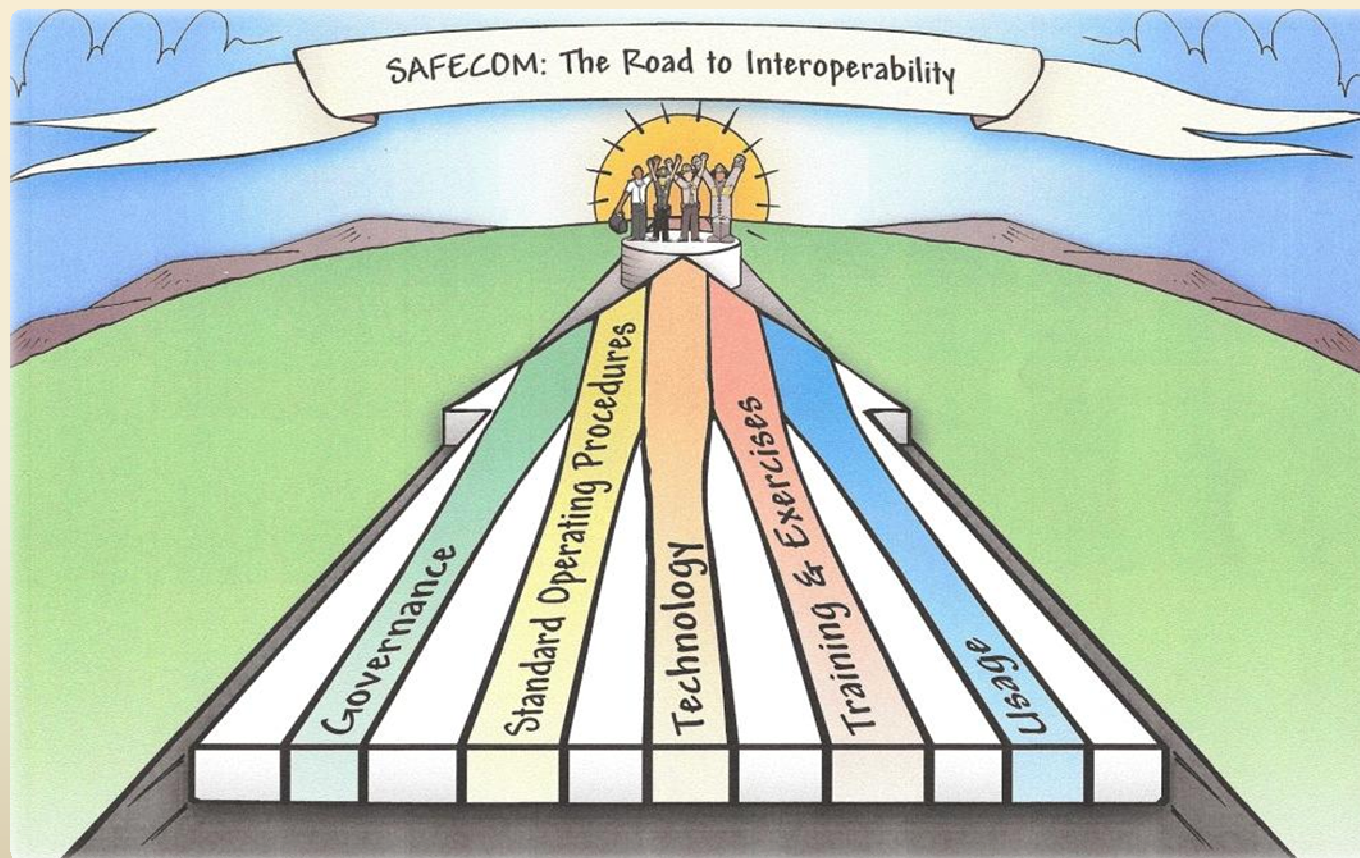 SAFECOM: The Road to Interoperability
Governance
Standard Operating Procedures
Technology
Training & Exercises
Usage